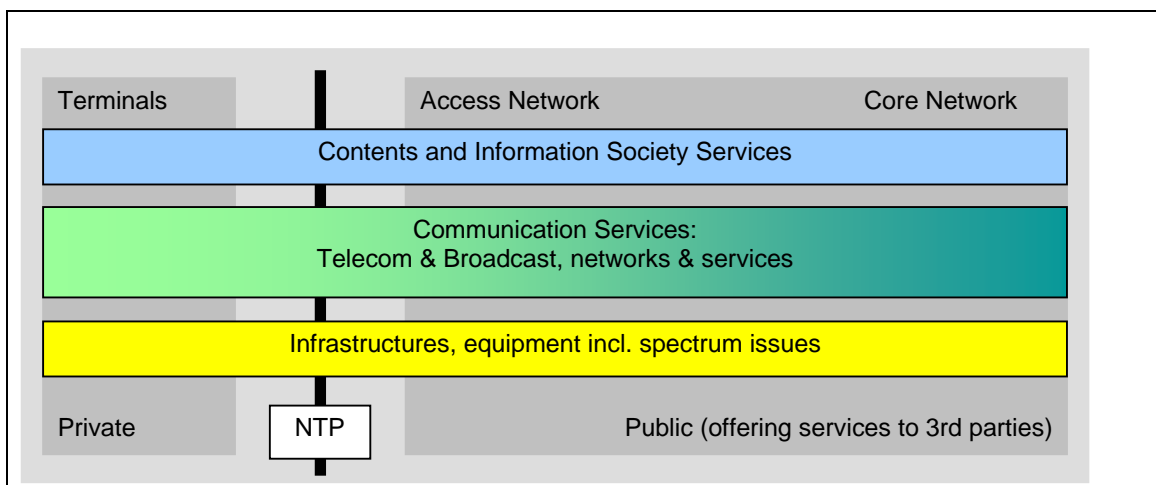 Terminals
Access Network
Core Network
Contents and Information Society Services
Communication Services:
Telecom & Broadcast, networks & services
Infrastructures, equipment incl. spectrum issues
Private
NTP
Public (offering services to 3rd parties)